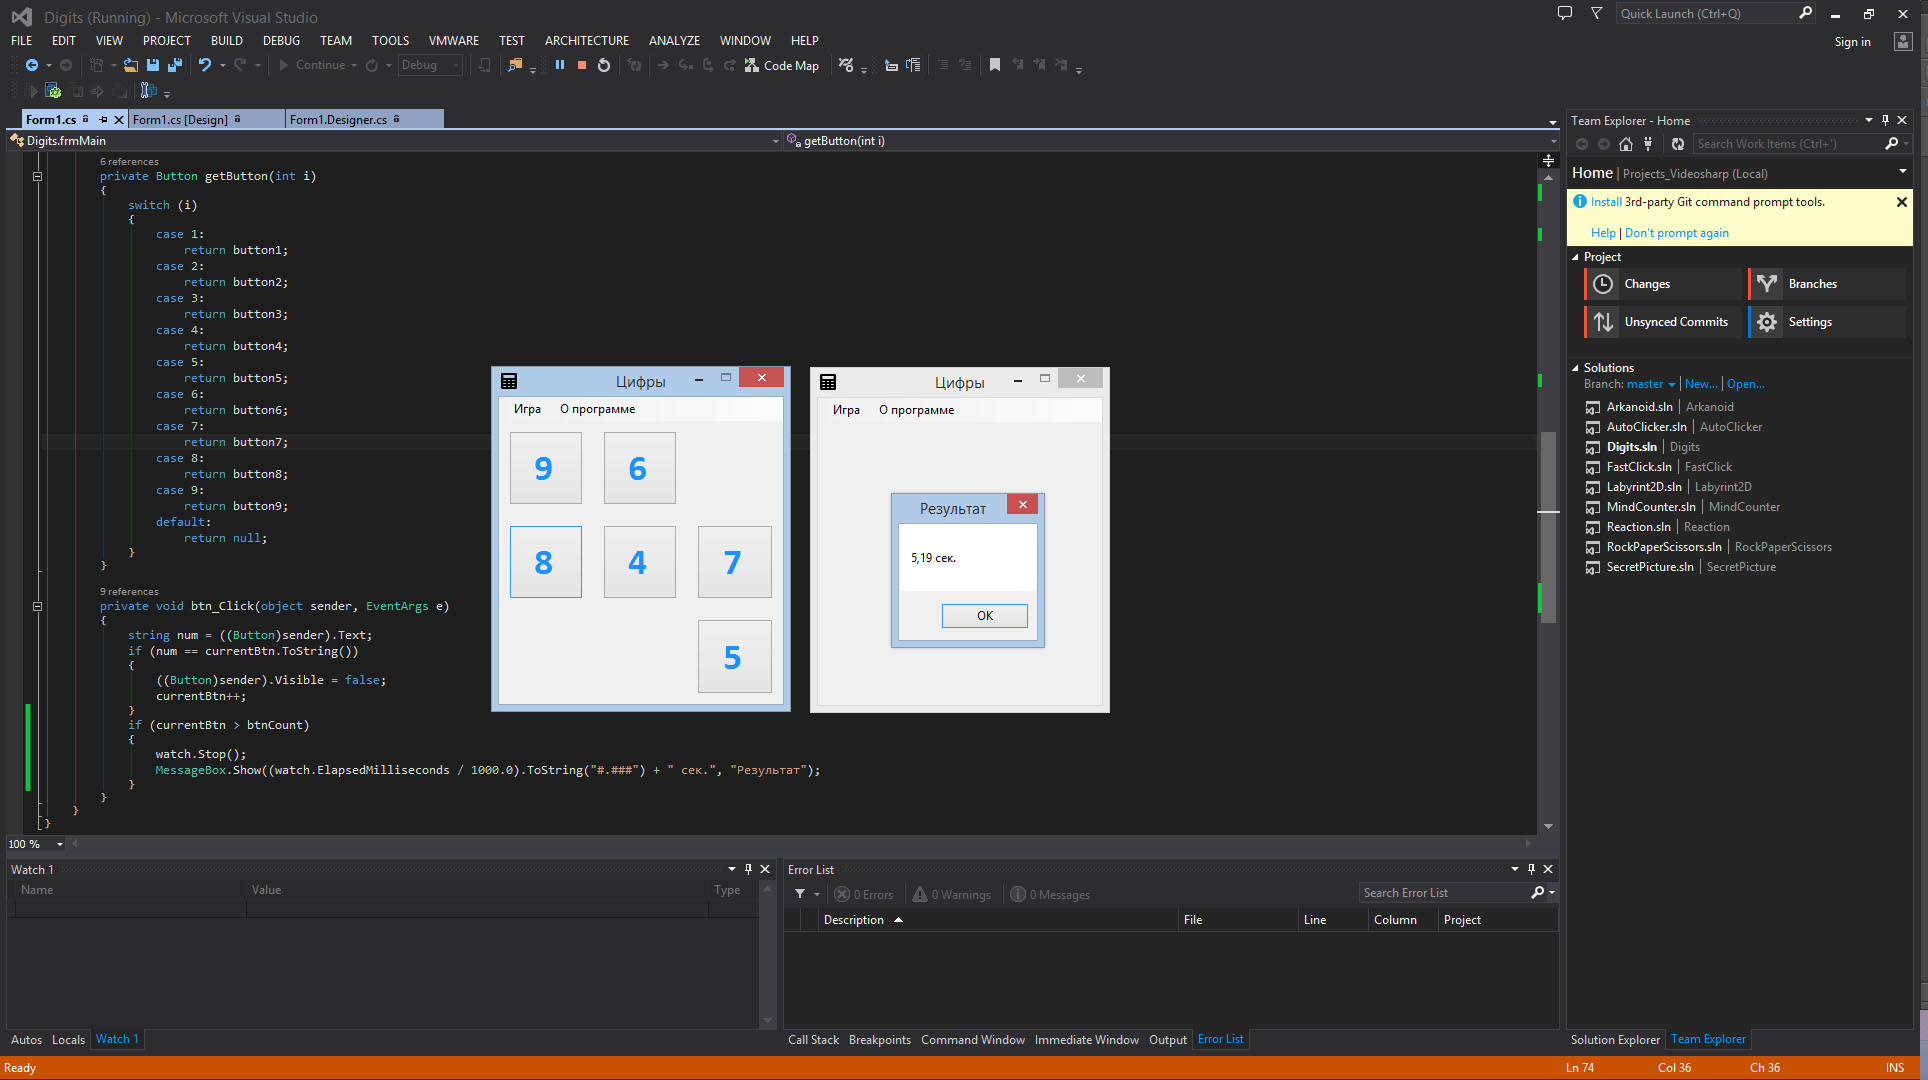 Digits (Running) - Microsoft Visual Studio
Quick Launch (Ctrl+Q)
FILE EDIT VIEW PROJECT BUILD DEBUG TEAM TOOLS VMWARE TEST ARCHITECTURE ANALYZE WINDOW HELP
Sign in
Continue Debug Code Map
Form1.cs Form1.cs [Design] Form1.Designer.cs
Digits.frmMain getButton(int i)
6 references
private Button getButton(int i)
{
switch (i)
{
case 1:
return button1;
case 2:
return button2;
case 3:
return button3;
case 4:
return button4;
case 5:
return button5;
case 6:
return button6;
case 7:
return button7;
case 8:
return button8;
case 9:
return button9;
default:
return null;
}
}
9 references
private void btn_Click(object sender, EventArgs e)
{
string num = ((Button)sender).Text;
if (num == currentBtn.ToString())
{
((Button)sender).Visible = false;
currentBtn++;
}
if (currentBtn > btnCount)
{
watch.Stop();
MessageBox.Show((watch.ElapsedMilliseconds / 1000.0).ToString("#.###") + " сек.", "Результат");
}
}
}
}
100 %
Цифры
Игра О программе
9 6
8 4 7
5
Цифры
Игра О программе
Результат
5,19 сек.
OK
Team Explorer - Home
Search Work Items (Ctrl+')
Home | Projects_Videosharp (Local)
Install 3rd-party Git command prompt tools.
Help | Don't prompt again
Project
Changes Branches
Unsynced Commits Settings
Solutions
Branch: master | New... | Open...
Arkanoid.sln | Arkanoid
AutoClicker.sln | AutoClicker
Digits.sln | Digits
FastClick.sln | FastClick
Labyrint2D.sln | Labyrint2D
MindCounter.sln | MindCounter
Reaction.sln | Reaction
RockPaperScissors.sln | RockPaperScissors
SecretPicture.sln | SecretPicture
Watch 1
Name Value Type
Autos Locals Watch 1
Error List
0 Errors 0 Warnings 0 Messages Search Error List
Description File Line Column Project
Call Stack Breakpoints Command Window Immediate Window Output Error List
Solution Explorer Team Explorer
Ready Ln 74 Col 36 Ch 36 INS